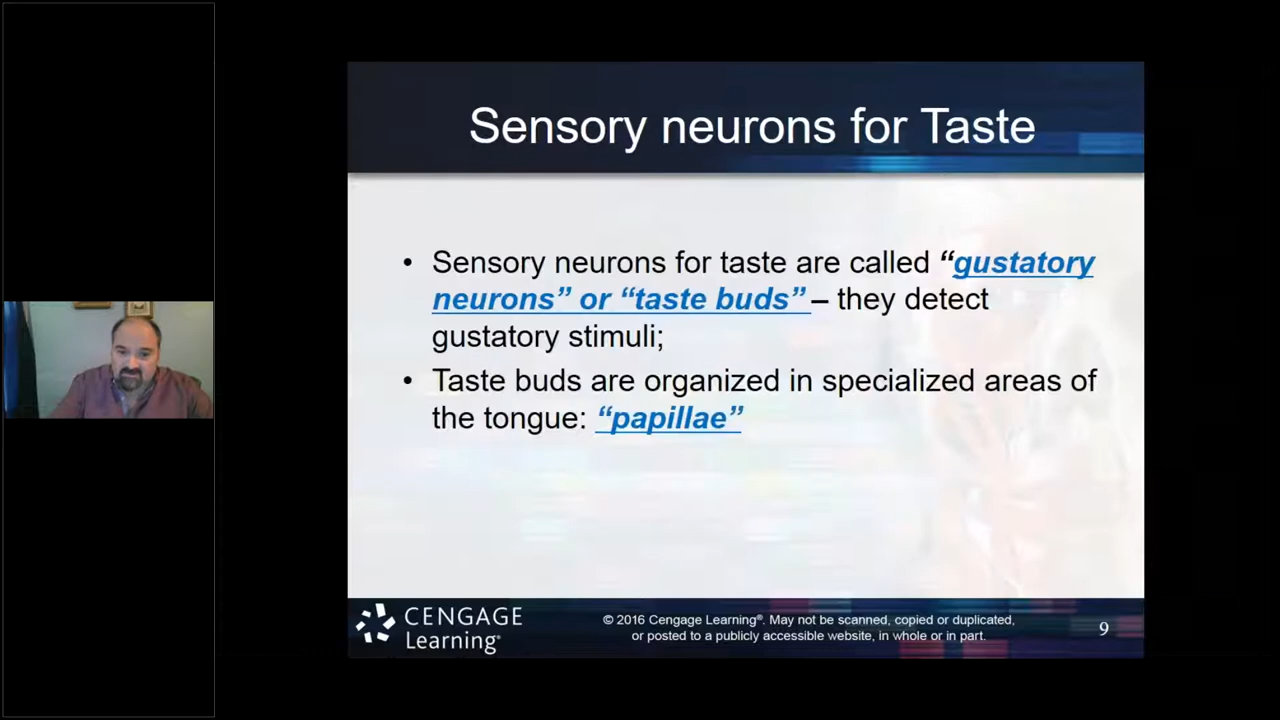 Sensory neurons for Taste
• Sensory neurons for taste are called “gustatory
neurons” or “taste buds” – they detect
gustatory stimuli;
• Taste buds are organized in specialized areas of
the tongue: “papillae”
CENGAGE
Learning®
© 2016 Cengage Learning®. May not be scanned, copied or duplicated,
or posted to a publicly accessible website, in whole or in part.
9